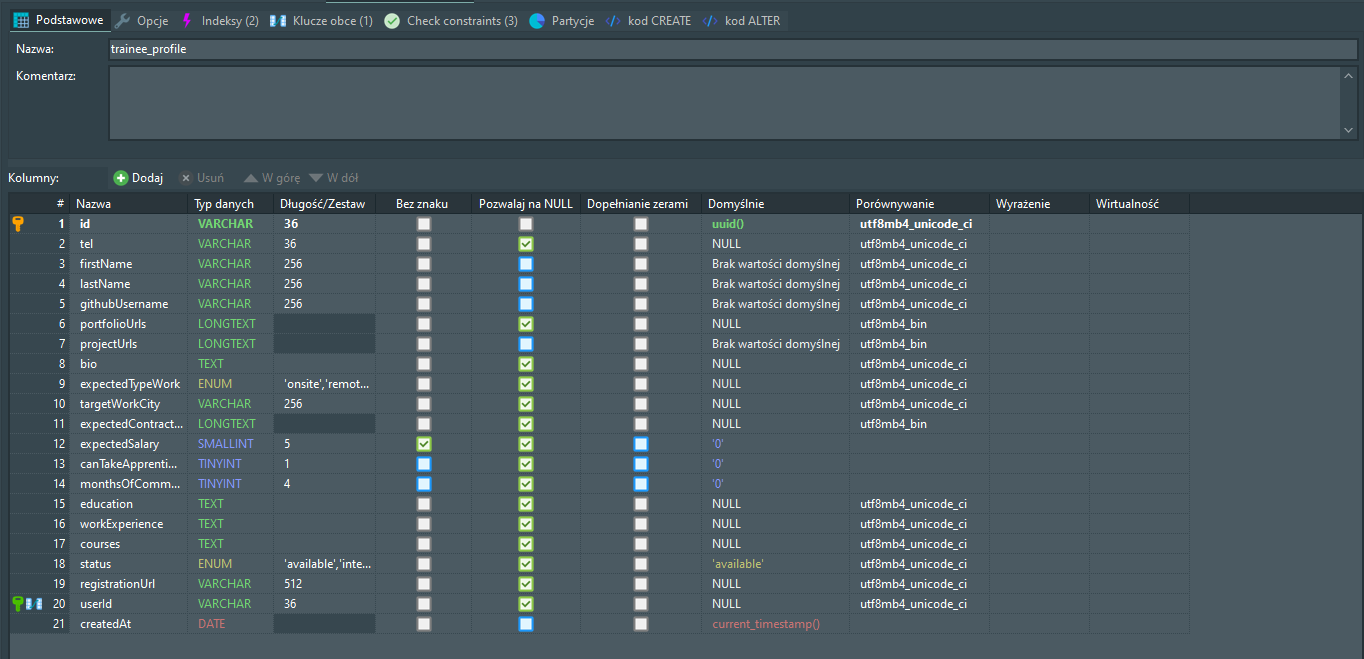 Podstawowe Opcje Indeksy (2) Klucze obce (1) Check constraints (3) Partycje kod CREATE kod ALTER
Nazwa: trainee_profile
Komentarz:
Kolumny: Dodaj Usuń W górę W dół
# Nazwa Typ danych Długość/Zestaw Bez znaku Pozwalaj na NULL Dopełnianie zerami Domyślnie Porównywanie Wyrażenie Wirtualność
1 id VARCHAR 36 uuid() utf8mb4_unicode_ci
2 tel VARCHAR 36 NULL utf8mb4_unicode_ci
3 firstName VARCHAR 256 Brak wartości domyślnej utf8mb4_unicode_ci
4 lastName VARCHAR 256 Brak wartości domyślnej utf8mb4_unicode_ci
5 githubUsername VARCHAR 256 Brak wartości domyślnej utf8mb4_unicode_ci
6 portfolioUrls LONGTEXT NULL utf8mb4_bin
7 projectUrls LONGTEXT Brak wartości domyślnej utf8mb4_bin
8 bio TEXT NULL utf8mb4_unicode_ci
9 expectedTypeWork ENUM 'onsite','remot... NULL utf8mb4_unicode_ci
10 targetWorkCity VARCHAR 256 NULL utf8mb4_unicode_ci
11 expectedContract... LONGTEXT NULL utf8mb4_bin
12 expectedSalary SMALLINT 5 '0'
13 canTakeApprenti... TINYINT 1 '0'
14 monthsOfComm... TINYINT 4 '0'
15 education TEXT NULL utf8mb4_unicode_ci
16 workExperience TEXT NULL utf8mb4_unicode_ci
17 courses TEXT NULL utf8mb4_unicode_ci
18 status ENUM 'available','inte... 'available' utf8mb4_unicode_ci
19 registrationUrl VARCHAR 512 NULL utf8mb4_unicode_ci
20 userId VARCHAR 36 NULL utf8mb4_unicode_ci
21 createdAt DATE current_timestamp()